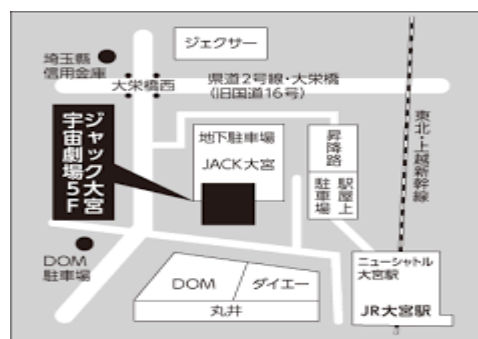 ジェクサー
埼玉縣
信用金庫
大栄橋西
県道2号線・大栄橋
(旧国道16号)
ジャック大宮
宇宙劇場5F
地下駐車場
JACK大宮
昇降路
駅屋上
駐車場
東北・上越新幹線
DOM
駐車場
DOM
ダイエー
丸井
ニューシャトル
大宮駅
JR大宮駅